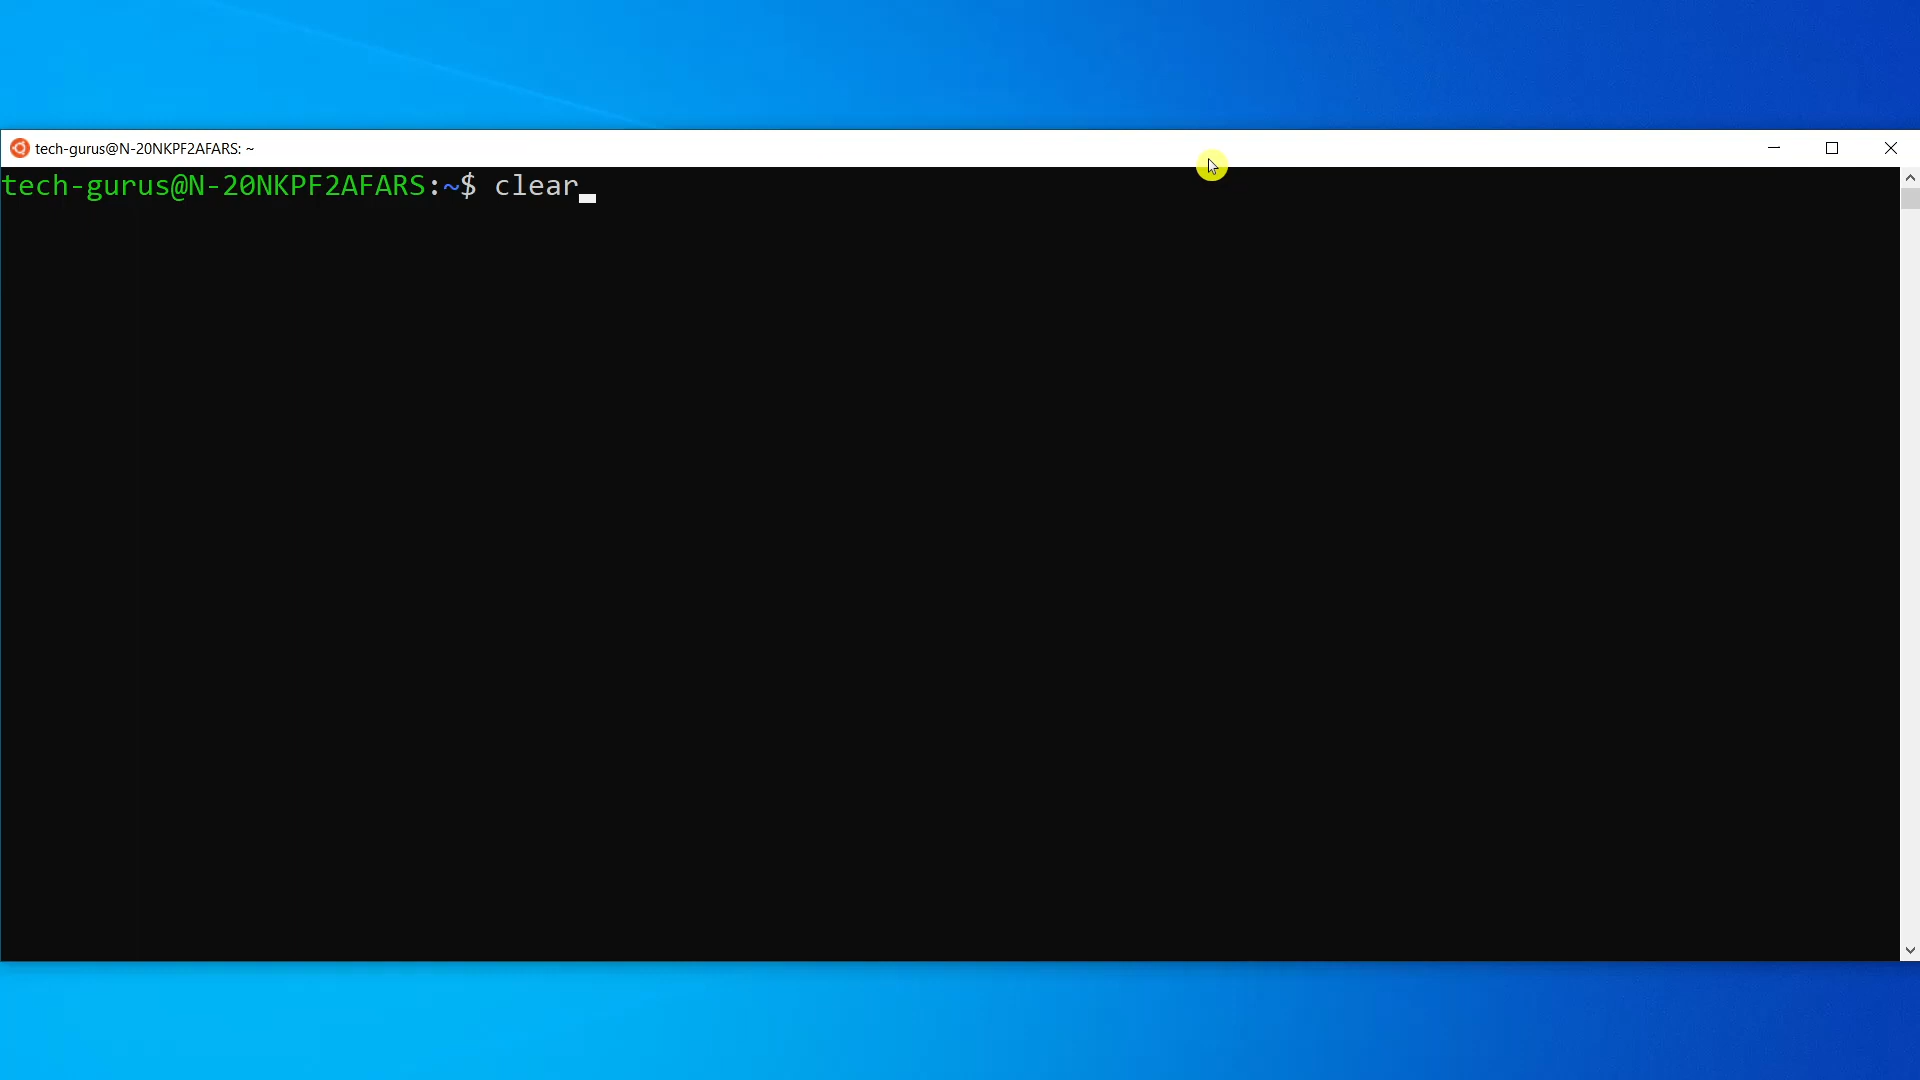 tech-gurus@N-20NKPF2AFARS: ~
tech-gurus@N-20NKPF2AFARS:~$ clear